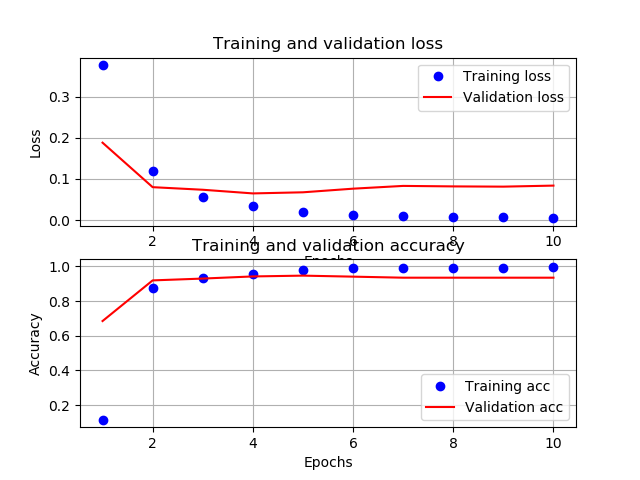 Training and validation loss
Loss
0.3
0.2
0.1
0.0
Training loss
Validation loss
2 4 6 8 10
Epochs
Training and validation accuracy
Accuracy
1.0
0.8
0.6
0.4
0.2
Training acc
Validation acc
2 4 6 8 10
Epochs